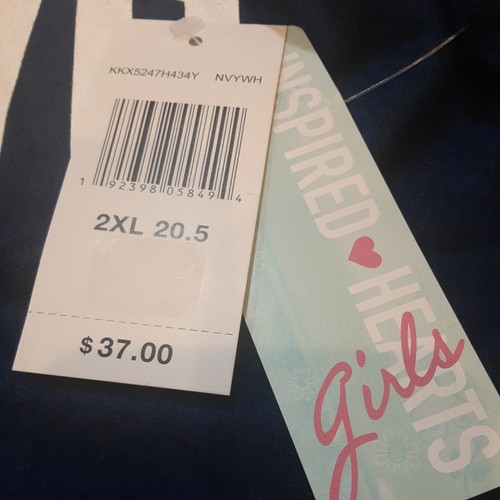 KKX5247H434Y NVYWH
1 92398 05849 4
2XL 20.5
$37.00
INSPIRED ♥ HEARTS
girls